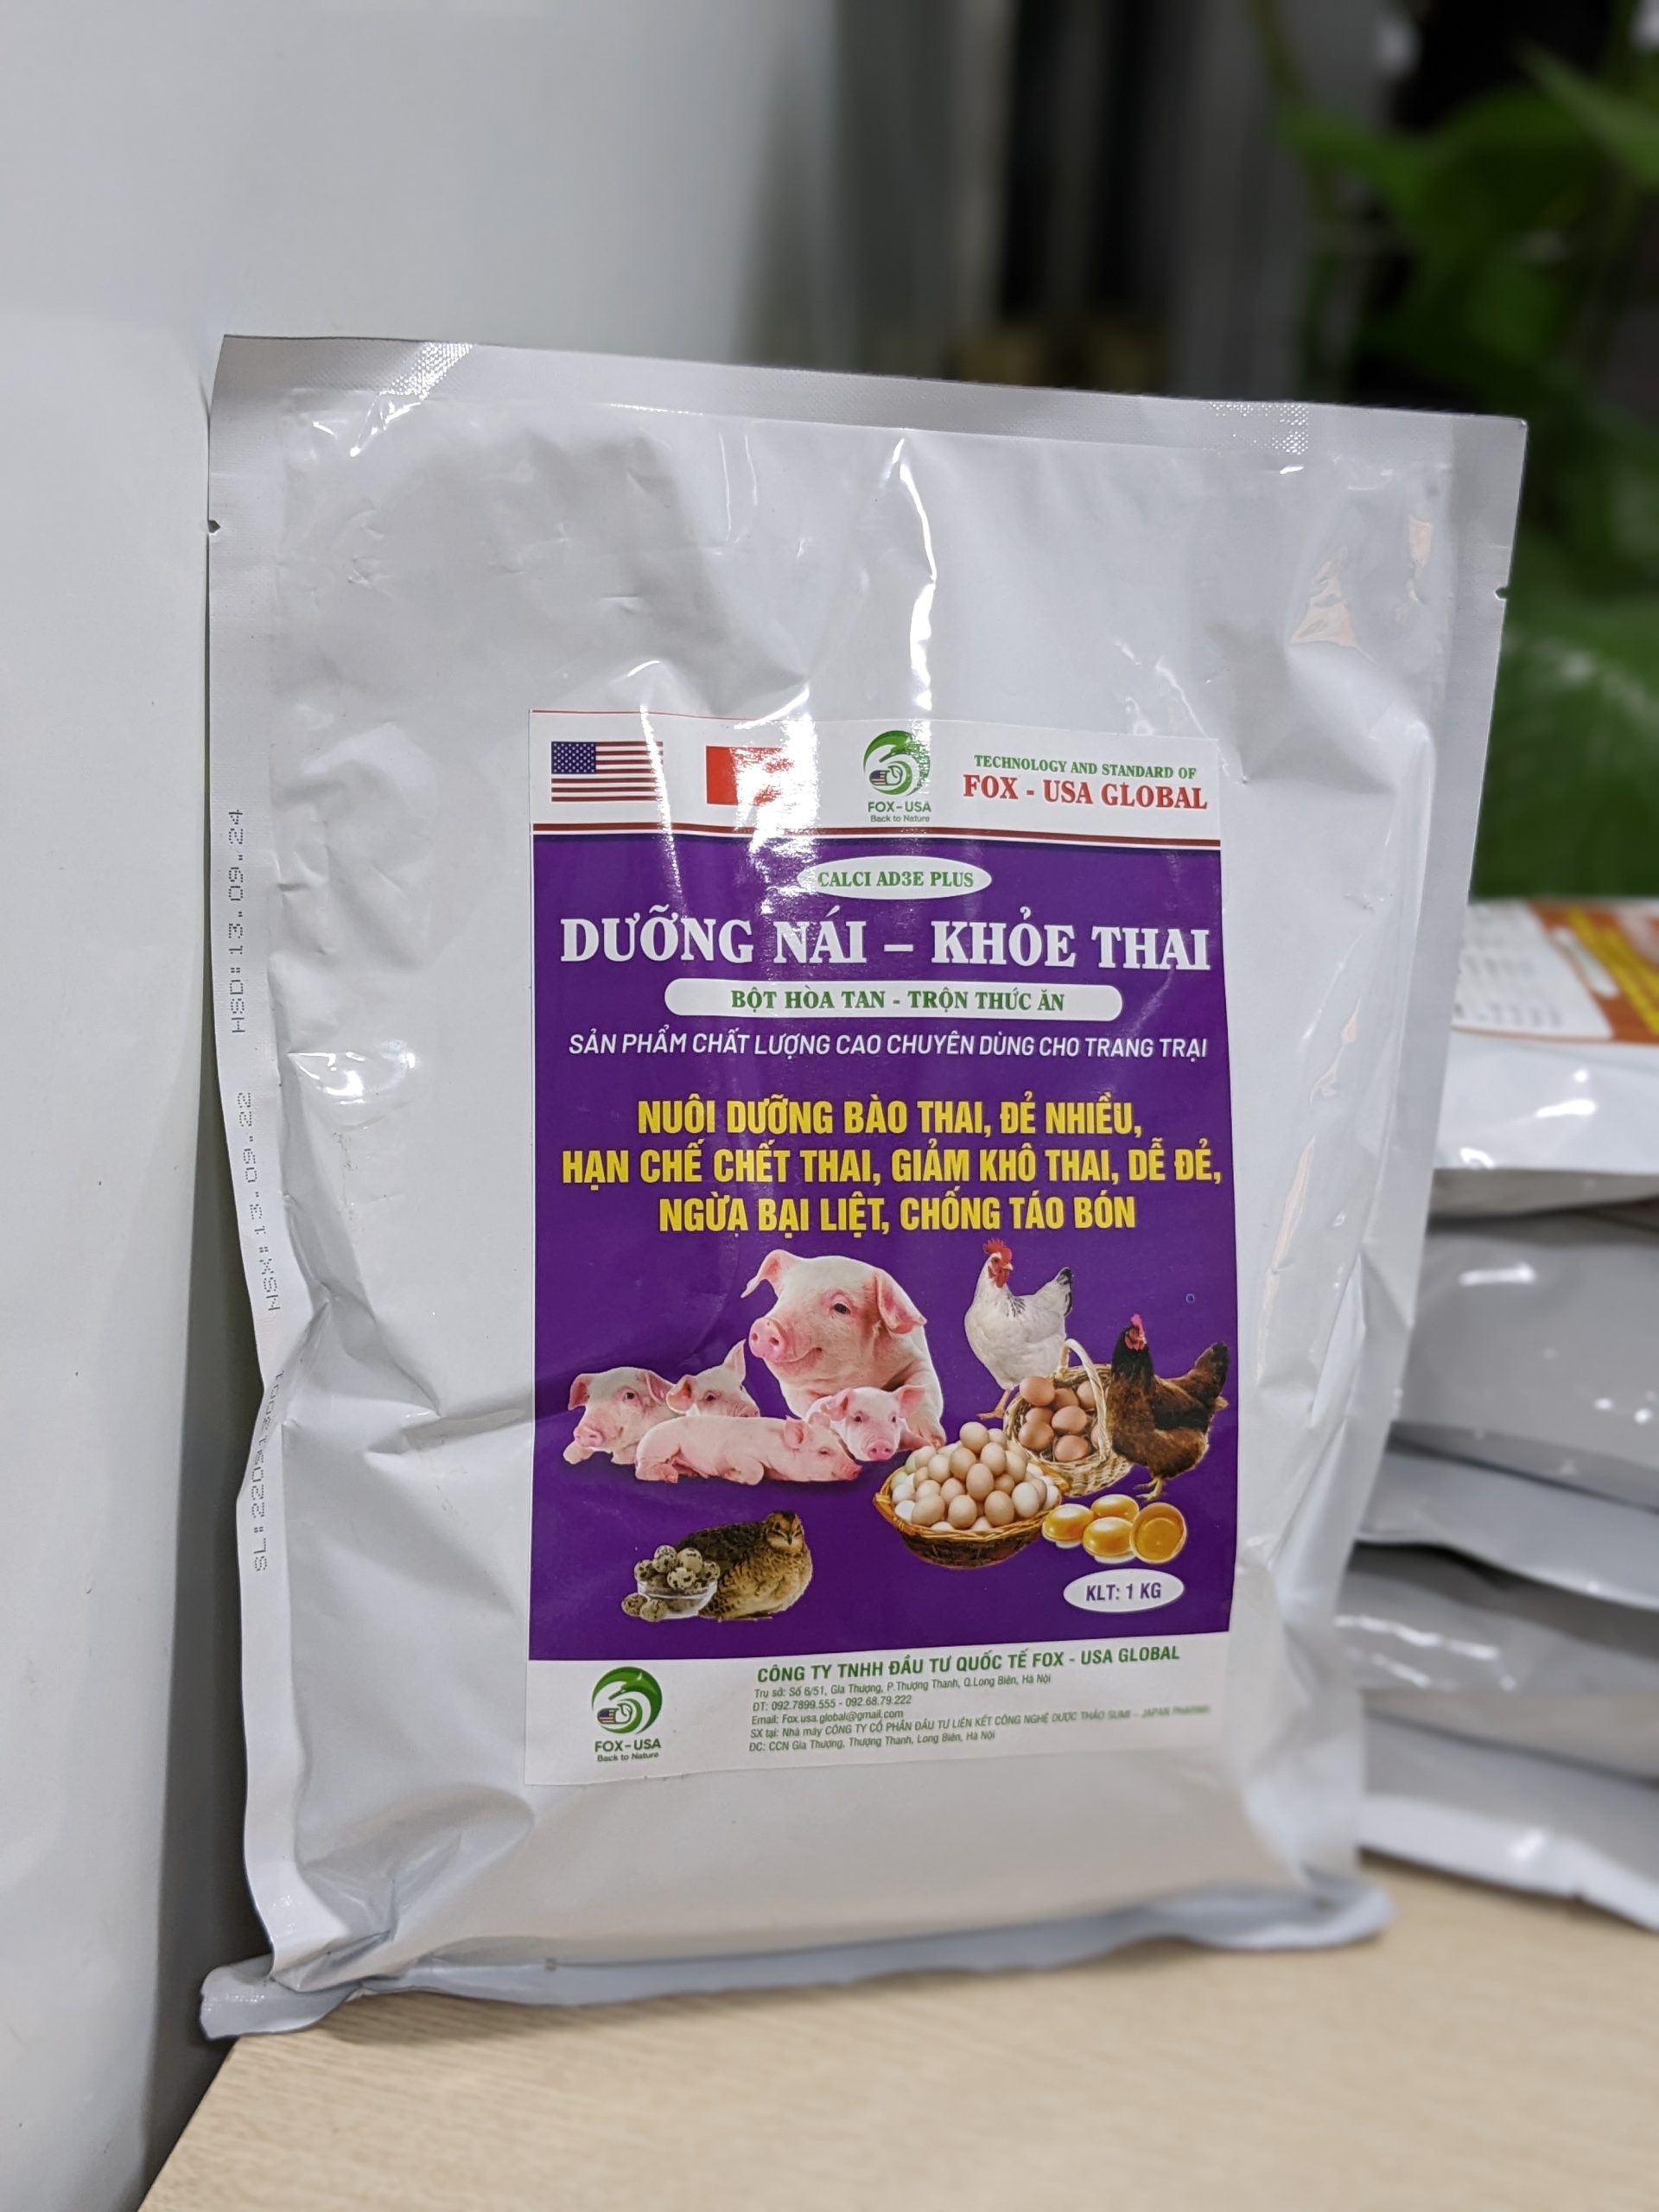 FOX-USA
Back to Nature
TECHNOLOGY AND STANDARD OF
FOX - USA GLOBAL
CALCI AD3E PLUS
DƯỠNG NÁI – KHỎE THAI
BỘT HÒA TAN - TRỘN THỨC ĂN
SẢN PHẨM CHẤT LƯỢNG CAO CHUYÊN DÙNG CHO TRANG TRẠI
NUÔI DƯỠNG BÀO THAI, ĐẺ NHIỀU,
HẠN CHẾ CHẾT THAI, GIẢM KHÔ THAI, DỄ ĐẺ,
NGỪA BẠI LIỆT, CHỐNG TÁO BÓN
KLT: 1 KG
FOX-USA
Back to Nature
CÔNG TY TNHH ĐẦU TƯ QUỐC TẾ FOX - USA GLOBAL
Trụ sở: Số 6/51, Gia Thượng, P.Thượng Thanh, Q.Long Biên, Hà Nội
ĐT: 092.7899.555 - 092.68.79.222
Email: Fox.usa.global@gmail.com
SX tại: Nhà máy CÔNG TY CỔ PHẦN ĐẦU TƯ LIÊN KẾT CÔNG NGHỆ DƯỢC THẢO SUMI - JAPAN
ĐC: CCN Gia Thượng, Thượng Thanh, Long Biên, Hà Nội
SL: 220913001 NSX: 13.09.22 HSD: 13.09.24